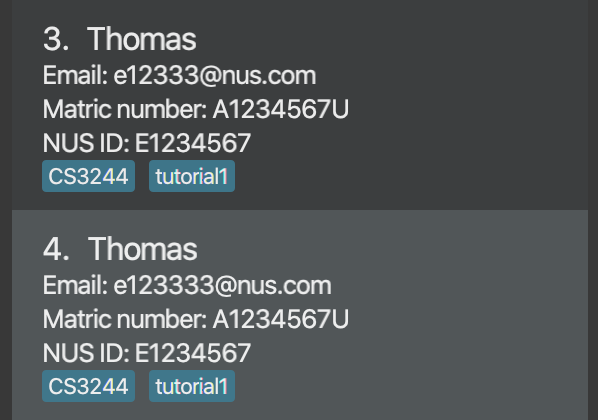 3. Thomas
Email: e12333@nus.com
Matric number: A1234567U
NUS ID: E1234567
CS3244 tutorial1
4. Thomas
Email: e123333@nus.com
Matric number: A1234567U
NUS ID: E1234567
CS3244 tutorial1